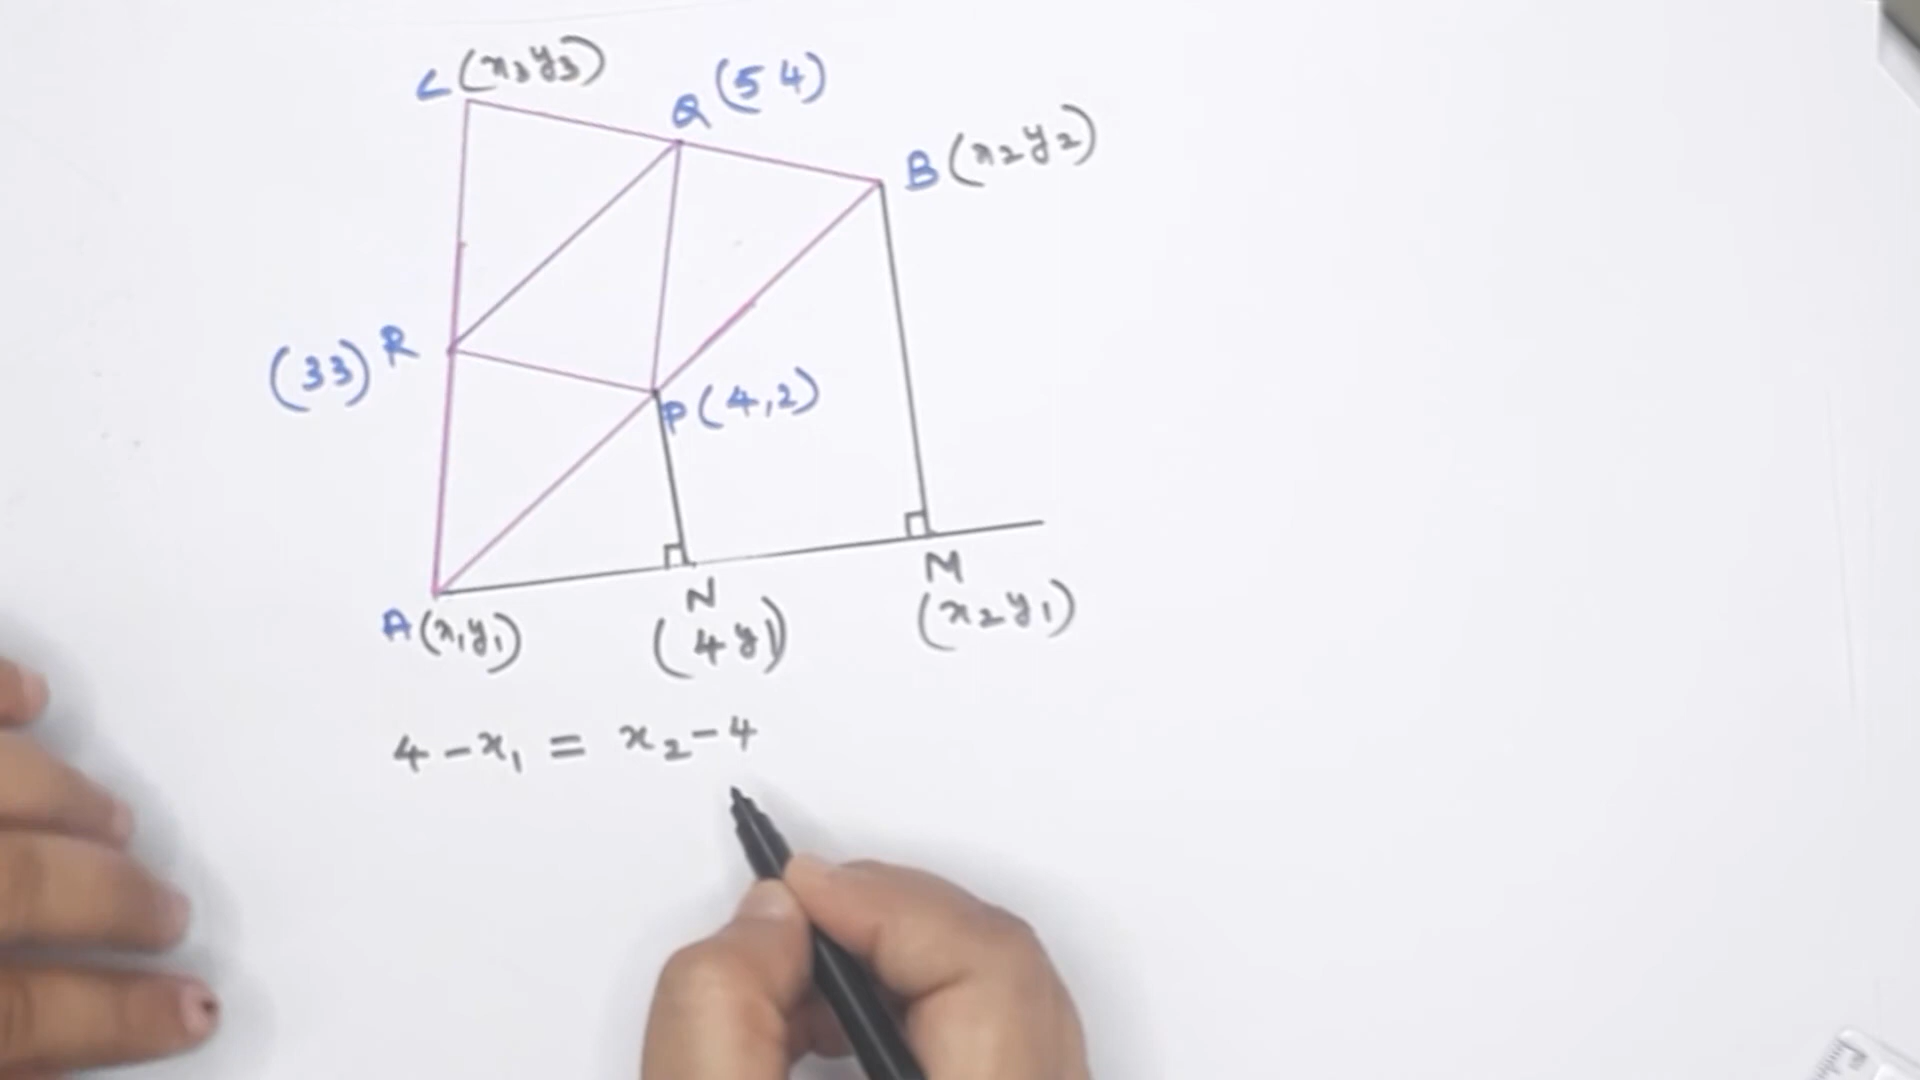 C (x₃ y₃)
Q (5 4)
B (x₂ y₂)
(3 3) R
P (4, 2)
N
M
A (x₁ y₁)
(4 y₁)
(x₂ y₁)
4 - x₁ = x₂ - 4